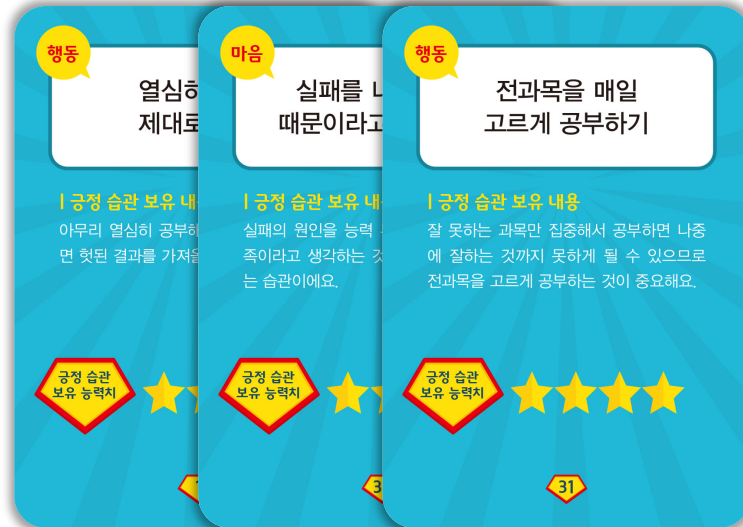 행동
열심히
제대로
긍정 습관 보유 내
아무리 열심히 공부
면 헛된 결과를 가져
긍정 습관
보유 능력치
마음
실패를
때문이라고
긍정 습관 보유 내
실패의 원인을 능력
족이라고 생각하는
는 습관이에요.
긍정 습관
보유 능력치
3
행동
전과목을 매일
고르게 공부하기
긍정 습관 보유 내용
잘 못하는 과목만 집중해서 공부하면 나중
에 잘하는 것까지 못하게 될 수 있으므로
전과목을 고르게 공부하는 것이 중요해요.
긍정 습관
보유 능력치
31